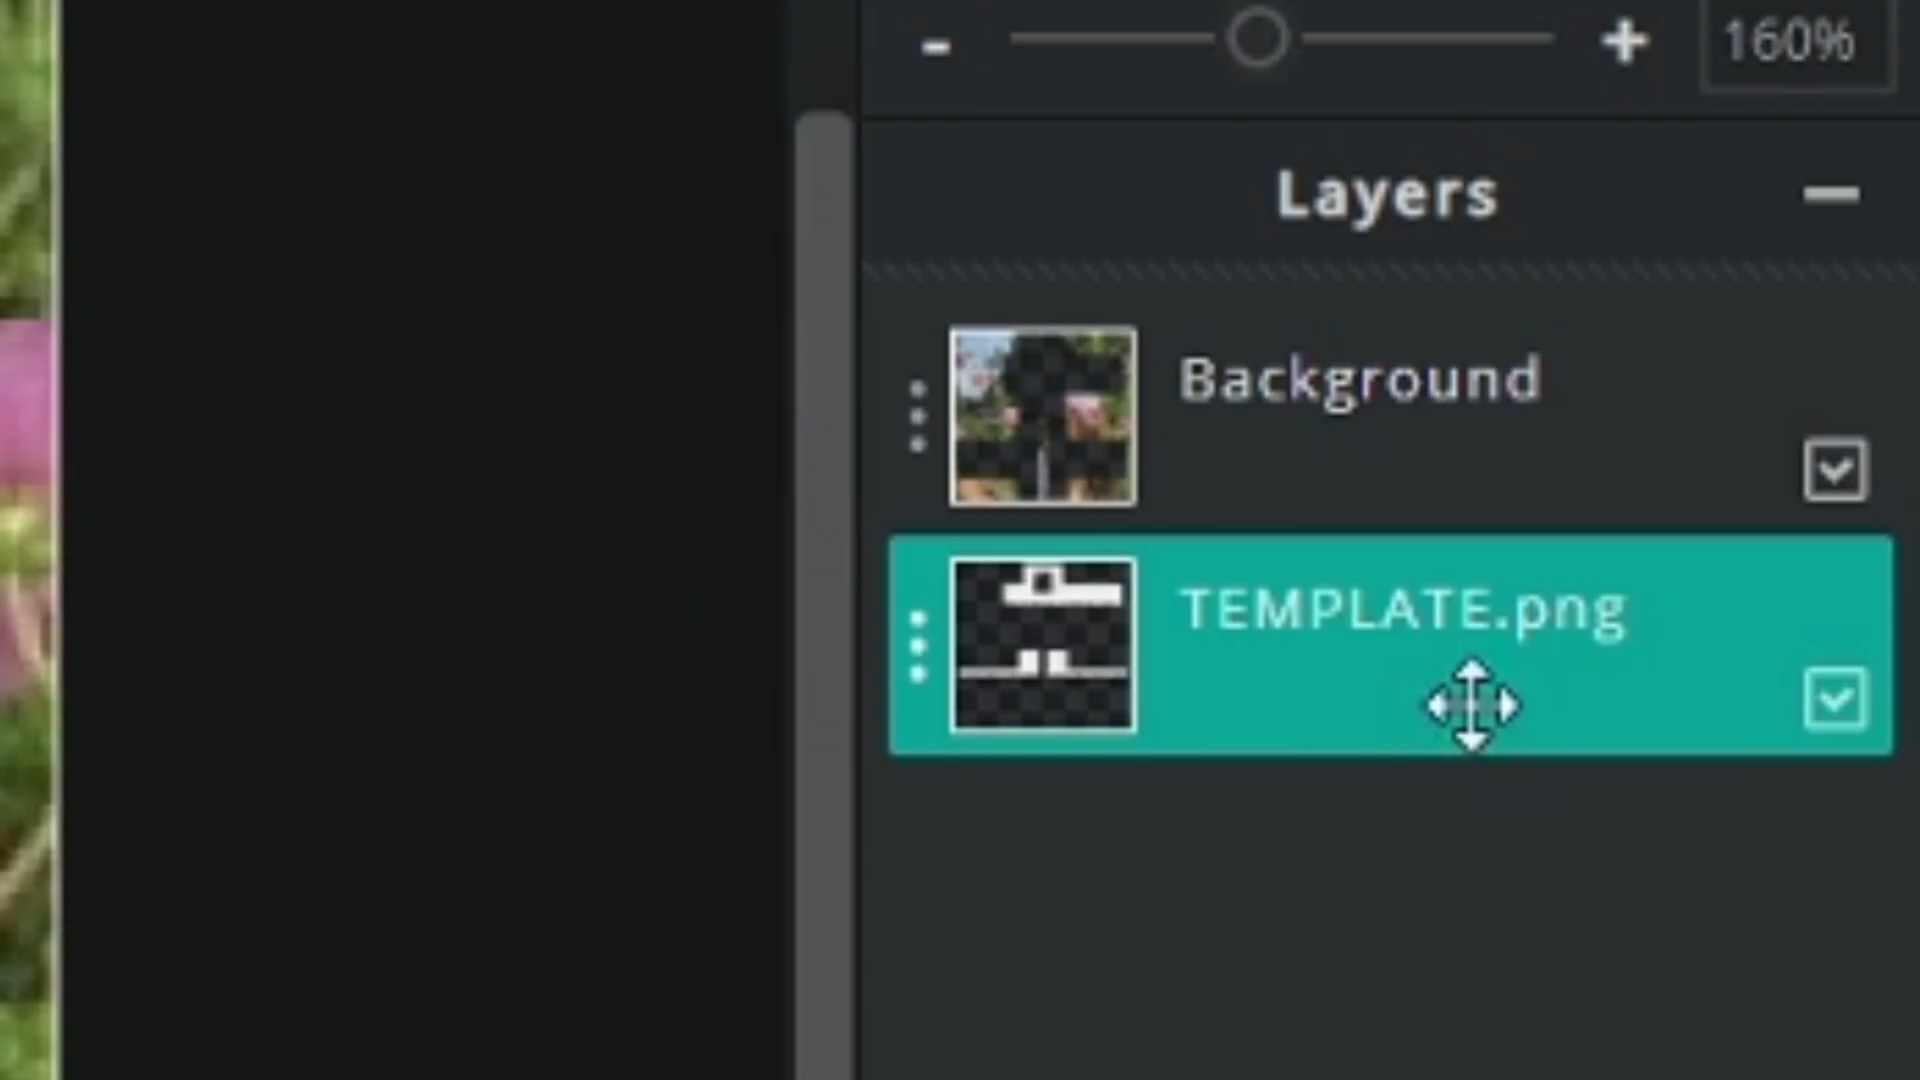 - + 160%
Layers
Background
TEMPLATE.png